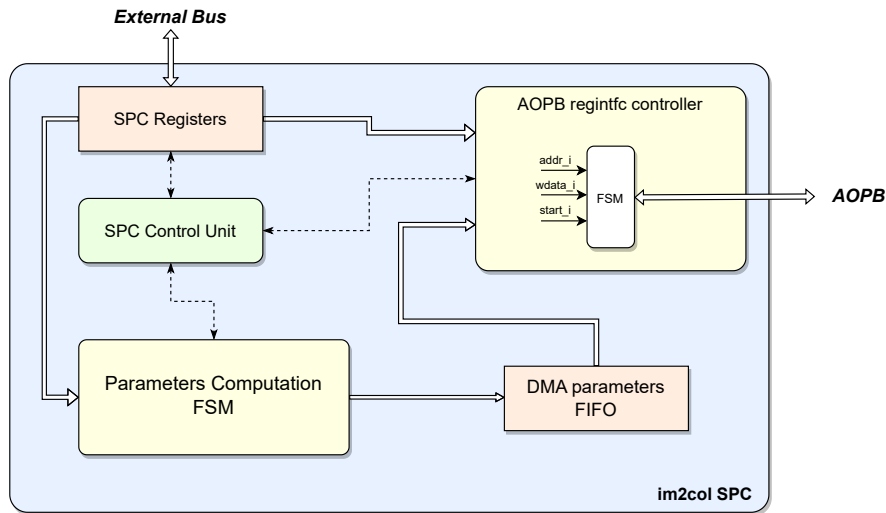 External Bus
SPC Registers
AOPB regintfc controller
addr_i
wdata_i
start_i
FSM
AOPB
SPC Control Unit
Parameters Computation
FSM
DMA parameters
FIFO
im2col SPC